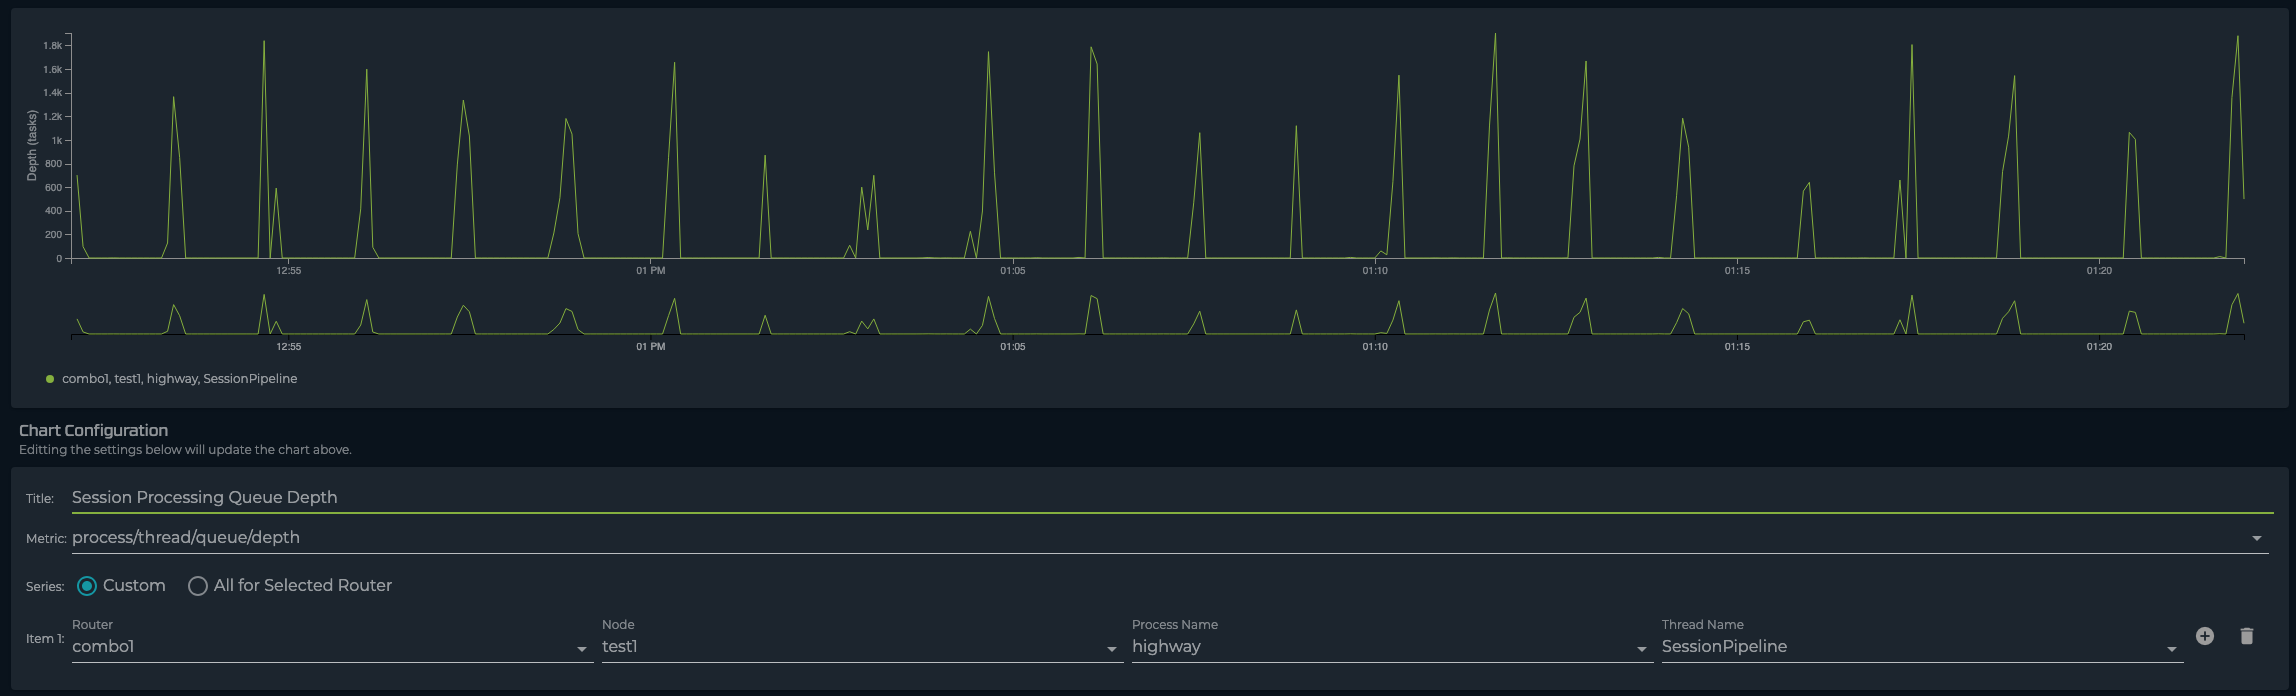 1.8k
1.6k
1.4k
1.2k
1k
800
600
400
200
0
Depth (tasks)
12:55 01 PM 01:05 01:10 01:15 01:20
12:55 01 PM 01:05 01:10 01:15 01:20
combo1, test1, highway, SessionPipeline
Chart Configuration
Editting the settings below will update the chart above.
Title: Session Processing Queue Depth
Metric: process/thread/queue/depth
Series: Custom All for Selected Router
Router Node Process Name Thread Name
Item 1: combo1 test1 highway SessionPipeline